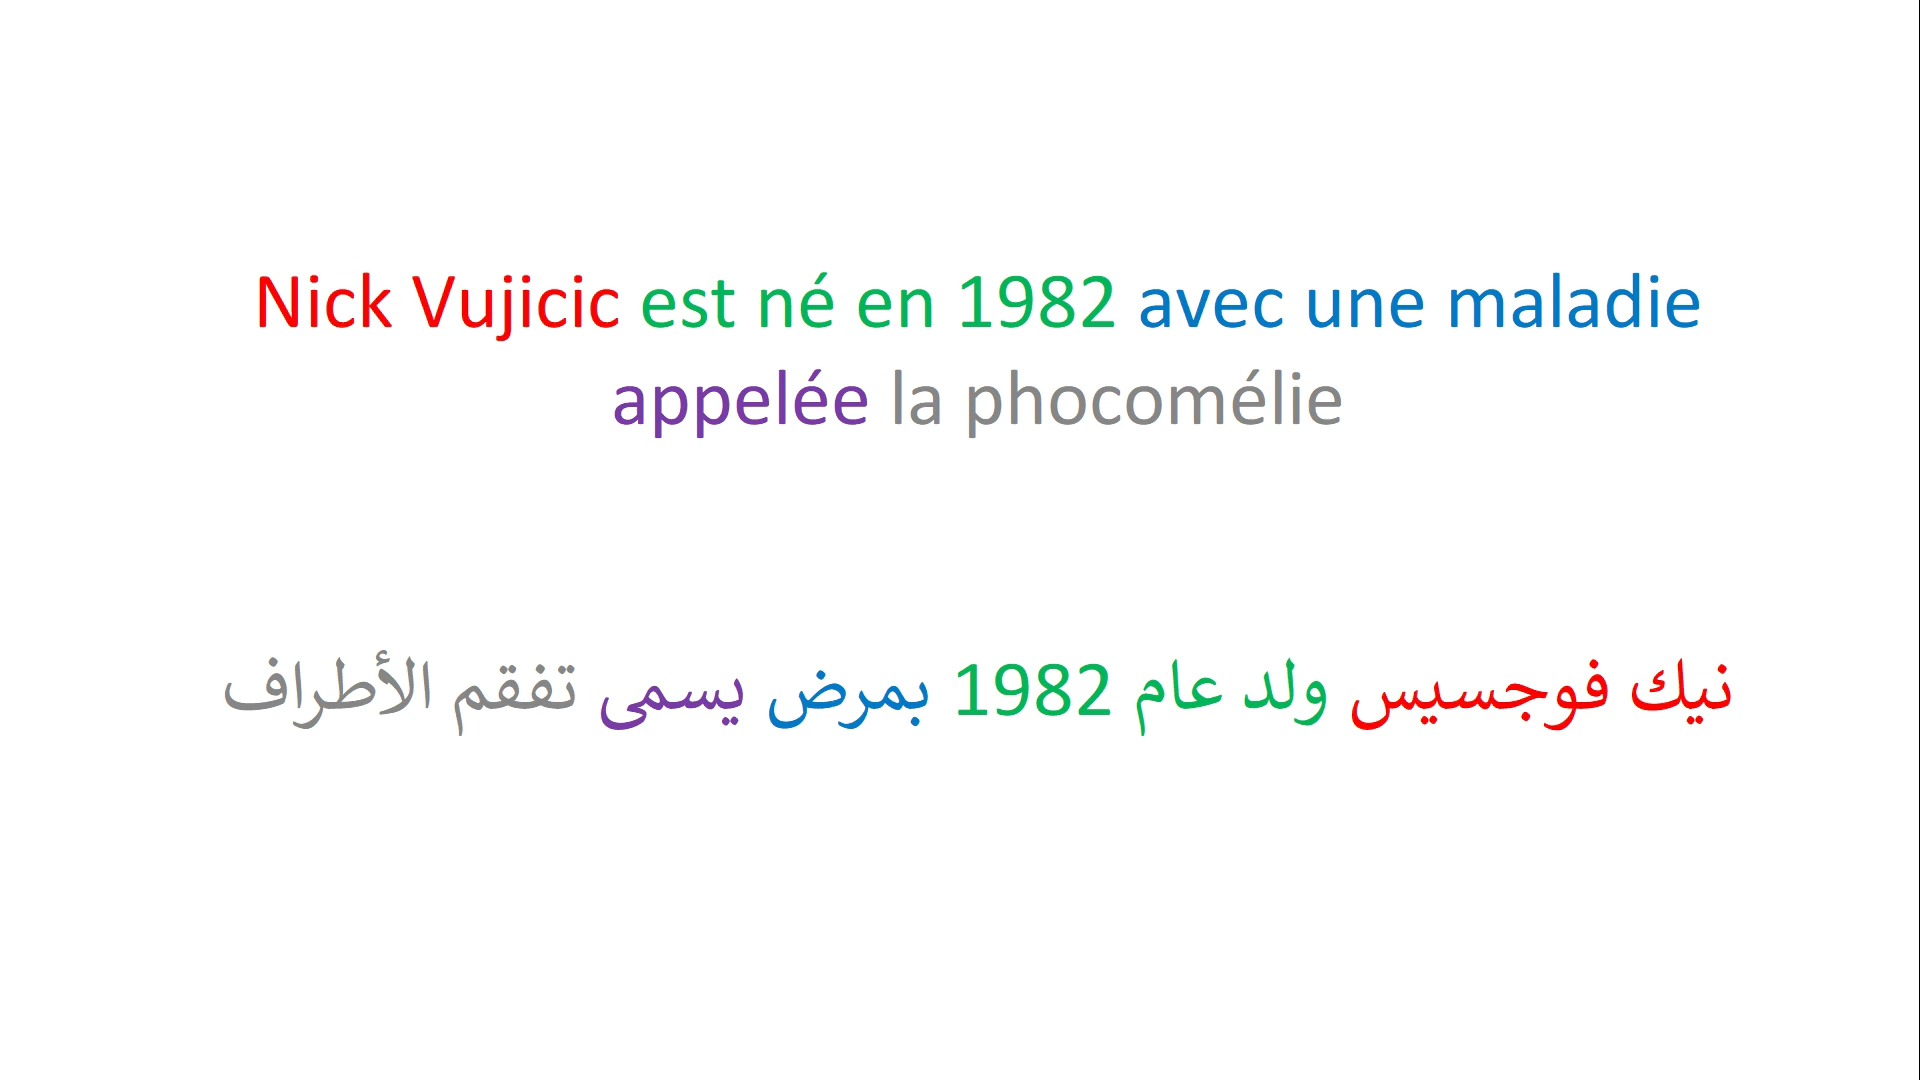 Nick Vujicic est né en 1982 avec une maladie
appelée la phocomélie
نيك فوجسيس ولد عام 1982 بمرض يسمى تفقم الأطراف